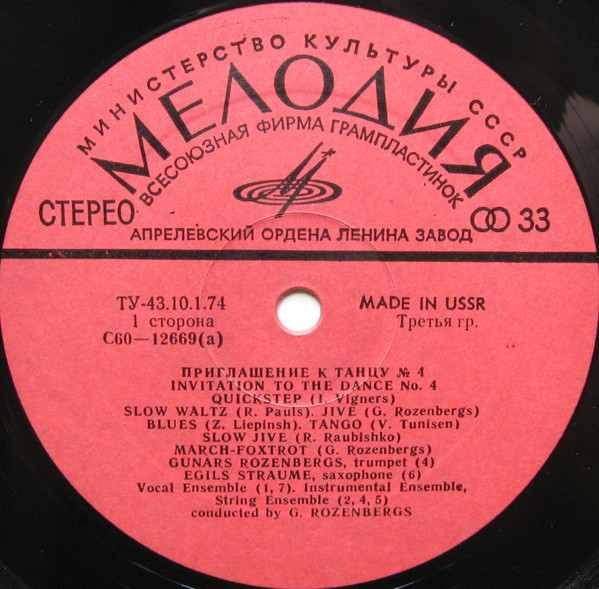 МИНИСТЕРСТВО КУЛЬТУРЫ СССР
МЕЛОДИЯ
ВСЕСОЮЗНАЯ ФИРМА ГРАМПЛАСТИНОК
СТЕРЕО
33
АПРЕЛЕВСКИЙ ОРДЕНА ЛЕНИНА ЗАВОД
ТУ-43.10.1.74
1 сторона
С60—12669(а)
MADE IN USSR
Третья гр.
ПРИГЛАШЕНИЕ К ТАНЦУ № 4
INVITATION TO THE DANCE No. 4
QUICKSTEP (I. Vigners)
SLOW WALTZ (R. Pauls). JIVE (G. Rozenbergs)
BLUES (Z. Liepinsh). TANGO (V. Tunisen)
SLOW JIVE (R. Raubishko)
MARCH-FOXTROT (G. Rozenbergs)
GUNARS ROZENBERGS, trumpet (4)
EGILS STRAUME, saxophone (6)
Vocal Ensemble (1, 7). Instrumental Ensemble,
String Ensemble (2, 4, 5)
conducted by G. ROZENBERGS